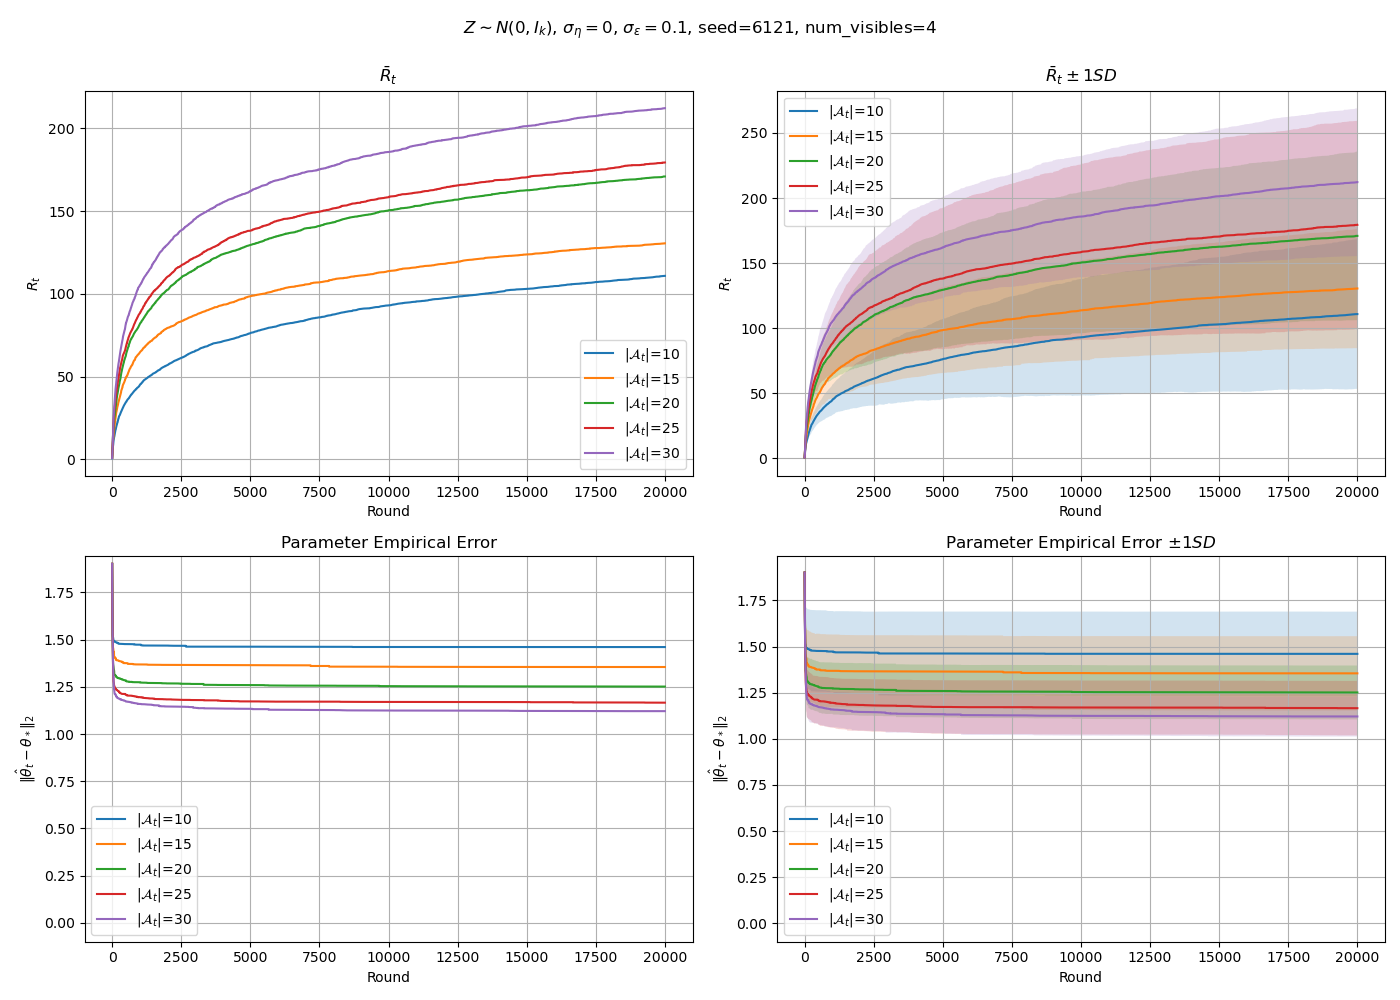 Z ∼ N(0, I_k), σ_η = 0, σ_ε = 0.1, seed=6121, num_visibles=4
R̄_t
R_t
200
150
100
50
0
|𝒜_t|=10
|𝒜_t|=15
|𝒜_t|=20
|𝒜_t|=25
|𝒜_t|=30
0 2500 5000 7500 10000 12500 15000 17500 20000
Round
R̄_t ± 1SD
R_t
250
200
150
100
50
0
|𝒜_t|=10
|𝒜_t|=15
|𝒜_t|=20
|𝒜_t|=25
|𝒜_t|=30
0 2500 5000 7500 10000 12500 15000 17500 20000
Round
Parameter Empirical Error
‖θ̂_t − θ_*‖_2
1.75
1.50
1.25
1.00
0.75
0.50
0.25
0.00
|𝒜_t|=10
|𝒜_t|=15
|𝒜_t|=20
|𝒜_t|=25
|𝒜_t|=30
0 2500 5000 7500 10000 12500 15000 17500 20000
Round
Parameter Empirical Error ±1SD
‖θ̂_t − θ_*‖_2
1.75
1.50
1.25
1.00
0.75
0.50
0.25
0.00
|𝒜_t|=10
|𝒜_t|=15
|𝒜_t|=20
|𝒜_t|=25
|𝒜_t|=30
0 2500 5000 7500 10000 12500 15000 17500 20000
Round